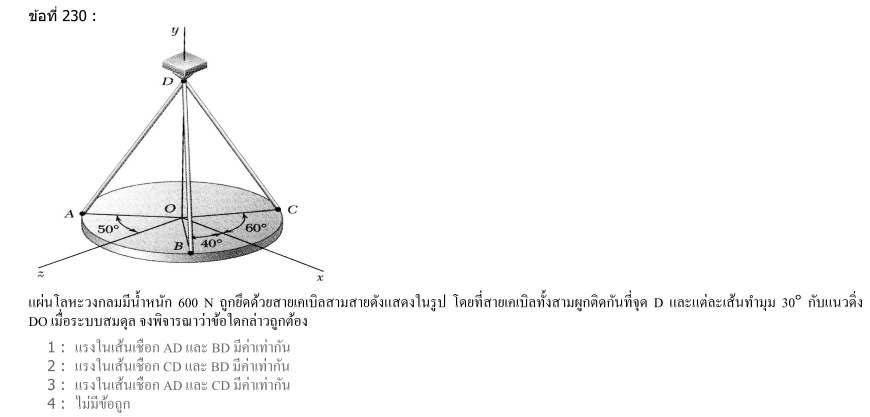 ข้อที่ 230 :
y
D
A
O
C
50°
60°
B
40°
z
x
แผ่นโลหะวงกลมมีน้ำหนัก 600 N ถูกยึดด้วยสายเคเบิลสามสายดังแสดงในรูป โดยที่สายเคเบิลทั้งสามผูกติดกันที่จุด D และแต่ละเส้นทำมุม 30° กับแนวดิ่ง
DO เมื่อระบบสมดุล จงพิจารณาว่าข้อใดกล่าวถูกต้อง
1 : แรงในเส้นเชือก AD และ BD มีค่าเท่ากัน
2 : แรงในเส้นเชือก CD และ BD มีค่าเท่ากัน
3 : แรงในเส้นเชือก AD และ CD มีค่าเท่ากัน
4 : ไม่มีข้อถูก